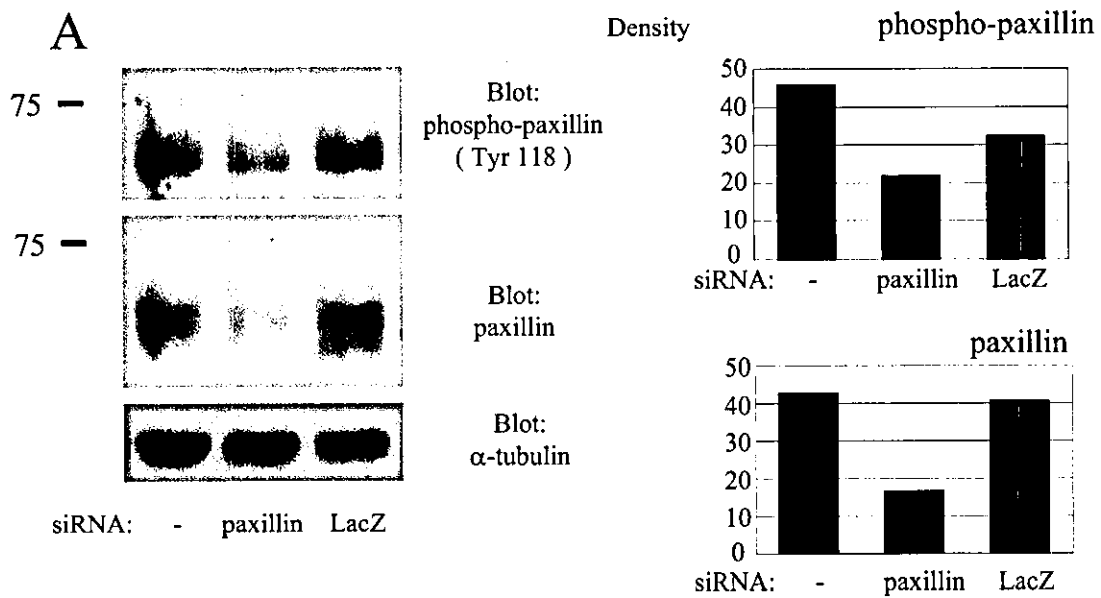 A
75
Blot:
phospho-paxillin
( Tyr 118 )
75
Blot:
paxillin
Blot:
α-tubulin
siRNA: - paxillin LacZ
Density
phospho-paxillin
50
40
30
20
10
0
siRNA: - paxillin LacZ
paxillin
50
40
30
20
10
0
siRNA: - paxillin LacZ